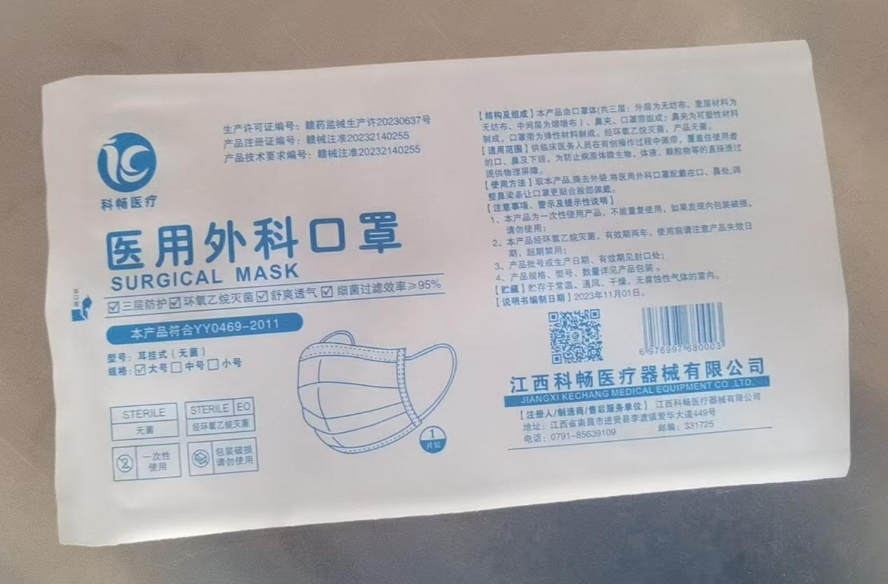 科畅医疗
生产许可证编号：赣药监械生产许20230637号
产品注册证编号：赣械注准20232140255
产品技术要求编号：赣械注准20232140255
医用外科口罩
SURGICAL MASK
三层防护 环氧乙烷灭菌 舒爽透气 细菌过滤效率≥95%
本产品符合YY0469-2011
型号：耳挂式（无菌）
规格：大号 中号 小号
STERILE
无菌
STERILE EO
经环氧乙烷灭菌
一次性
使用
包装破损
请勿使用
1
片装
【结构及组成】本产品由口罩体(共三层：外层为无纺布、里层材料为
无纺布、中间层为熔喷布）、鼻夹、口罩带组成；鼻夹为可塑性材料
制成，口罩带为弹性材料制成。经环氧乙烷灭菌，产品无菌。
【适用范围】供临床医务人员在有创操作过程中佩带，覆盖住使用者
的口、鼻及下颌，为防止病原体微生物、体液、颗粒物等的直接透过
提供物理屏障。
【使用方法】取本产品,撕去外袋,将医用外科口罩配戴在口、鼻处,调
整鼻梁条让口罩更贴合脸部佩戴。
【注意事项、警示及提示性说明】
1、本产品为一次性使用产品，不能重复使用，如果发现内包装破损，
请勿使用；
2、本产品经环氧乙烷灭菌，有效期两年，使用前请注意产品失效日
期，超期禁用；
3、产品批号或生产日期、有效期见封口处；
4、产品规格、型号、数量详见产品包装。
【贮藏】贮存于常温、通风、干燥、无腐蚀性气体的室内。
【说明书编制日期】2023年11月01日。
6 976997 680003
江西科畅医疗器械有限公司
JIANGXI KECHANG MEDICAL EQUIPMENT CO .,LTD.
【注册人/制造商/售后服务单位】 江西科畅医疗器械有限公司
地址：江西省南昌市进贤县李渡镇爱华大道449号
电话：0791-85639109 邮编：331725